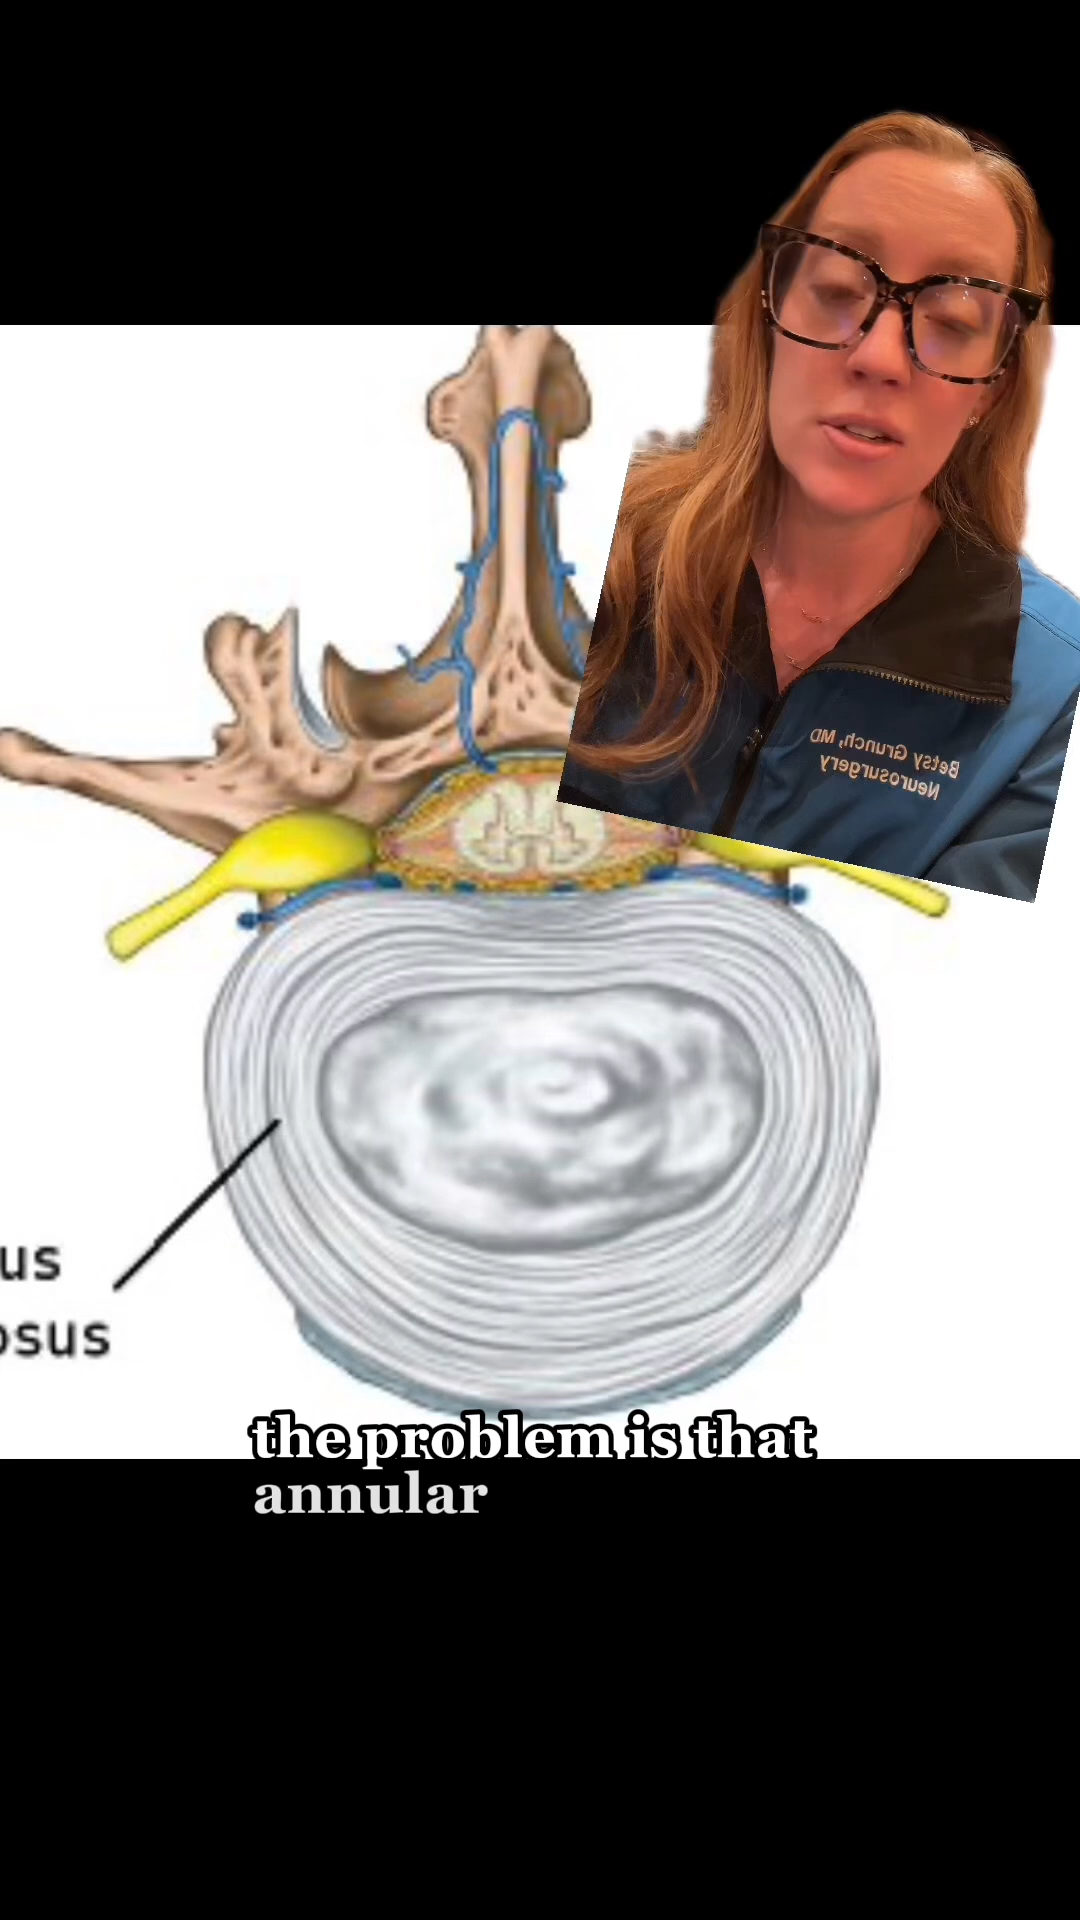 Betsy Grunch, MD
Neurosurgery
us
osus
the problem is that
annular